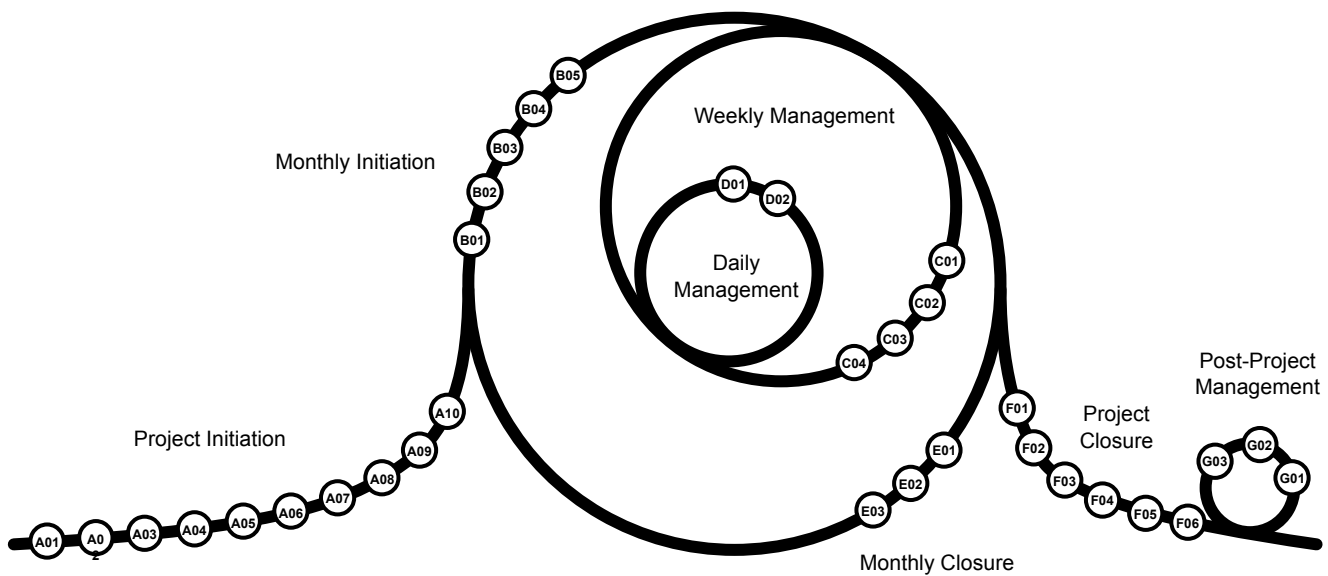 Project Initiation
A01
A0
2
A03
A04
A05
A06
A07
A08
A09
A10
Monthly Initiation
B01
B02
B03
B04
B05
Weekly Management
C01
C02
C03
C04
Daily
Management
D01
D02
Monthly Closure
E01
E02
E03
Project
Closure
F01
F02
F03
F04
F05
F06
Post-Project
Management
G01
G02
G03